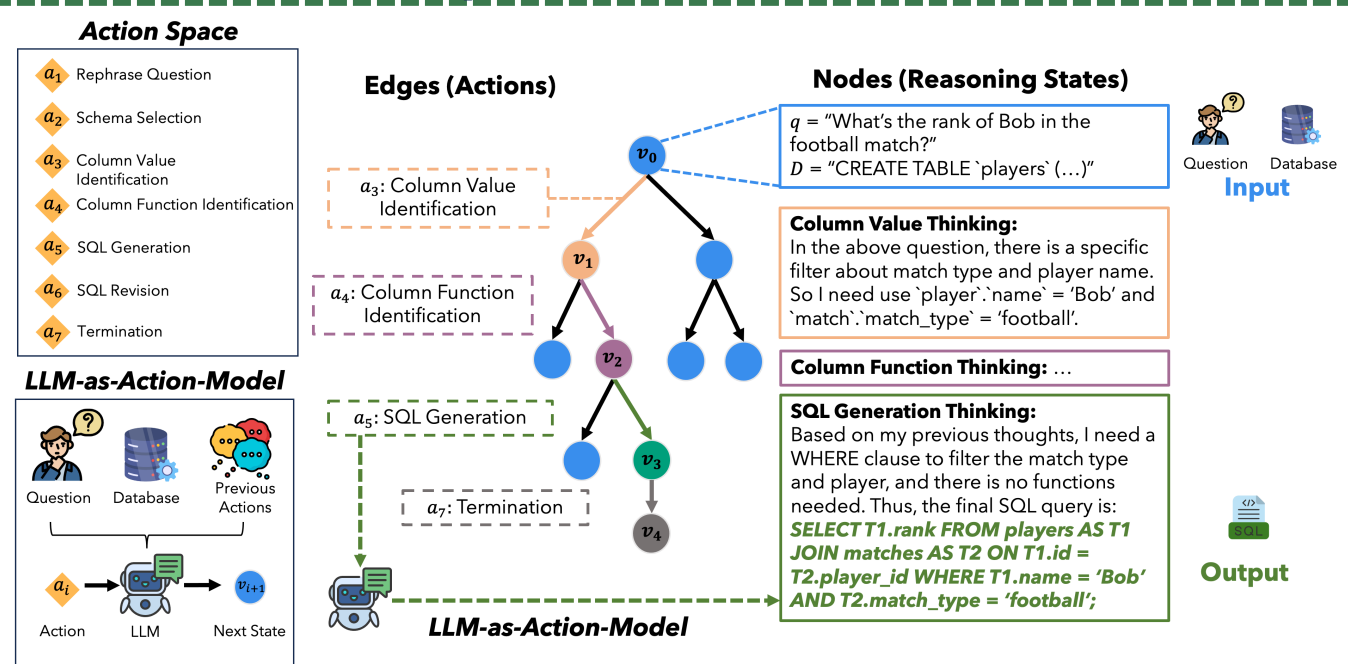 Action Space
a₁ Rephrase Question
a₂ Schema Selection
a₃ Column Value
Identification
a₄ Column Function Identification
a₅ SQL Generation
a₆ SQL Revision
a₇ Termination
LLM-as-Action-Model
?
Question
Database
Previous
Actions
aᵢ
vᵢ₊₁
Action
LLM
Next State
Edges (Actions)
v₀
a₃: Column Value
Identification
v₁
a₄: Column Function
Identification
v₂
a₅: SQL Generation
v₃
a₇: Termination
v₄
LLM-as-Action-Model
Nodes (Reasoning States)
q = “What’s the rank of Bob in the
football match?”
D = “CREATE TABLE `players` (…)”
?
Question
Database
Input
Column Value Thinking:
In the above question, there is a specific
filter about match type and player name.
So I need use `player`.`name` = ‘Bob’ and
`match`.`match_type` = ‘football’.
Column Function Thinking: …
SQL Generation Thinking:
Based on my previous thoughts, I need a
WHERE clause to filter the match type
and player, and there is no functions
needed. Thus, the final SQL query is:
SELECT T1.rank FROM players AS T1
JOIN matches AS T2 ON T1.id =
T2.player_id WHERE T1.name = ‘Bob’
AND T2.match_type = ‘football’;
</>
SQL
Output